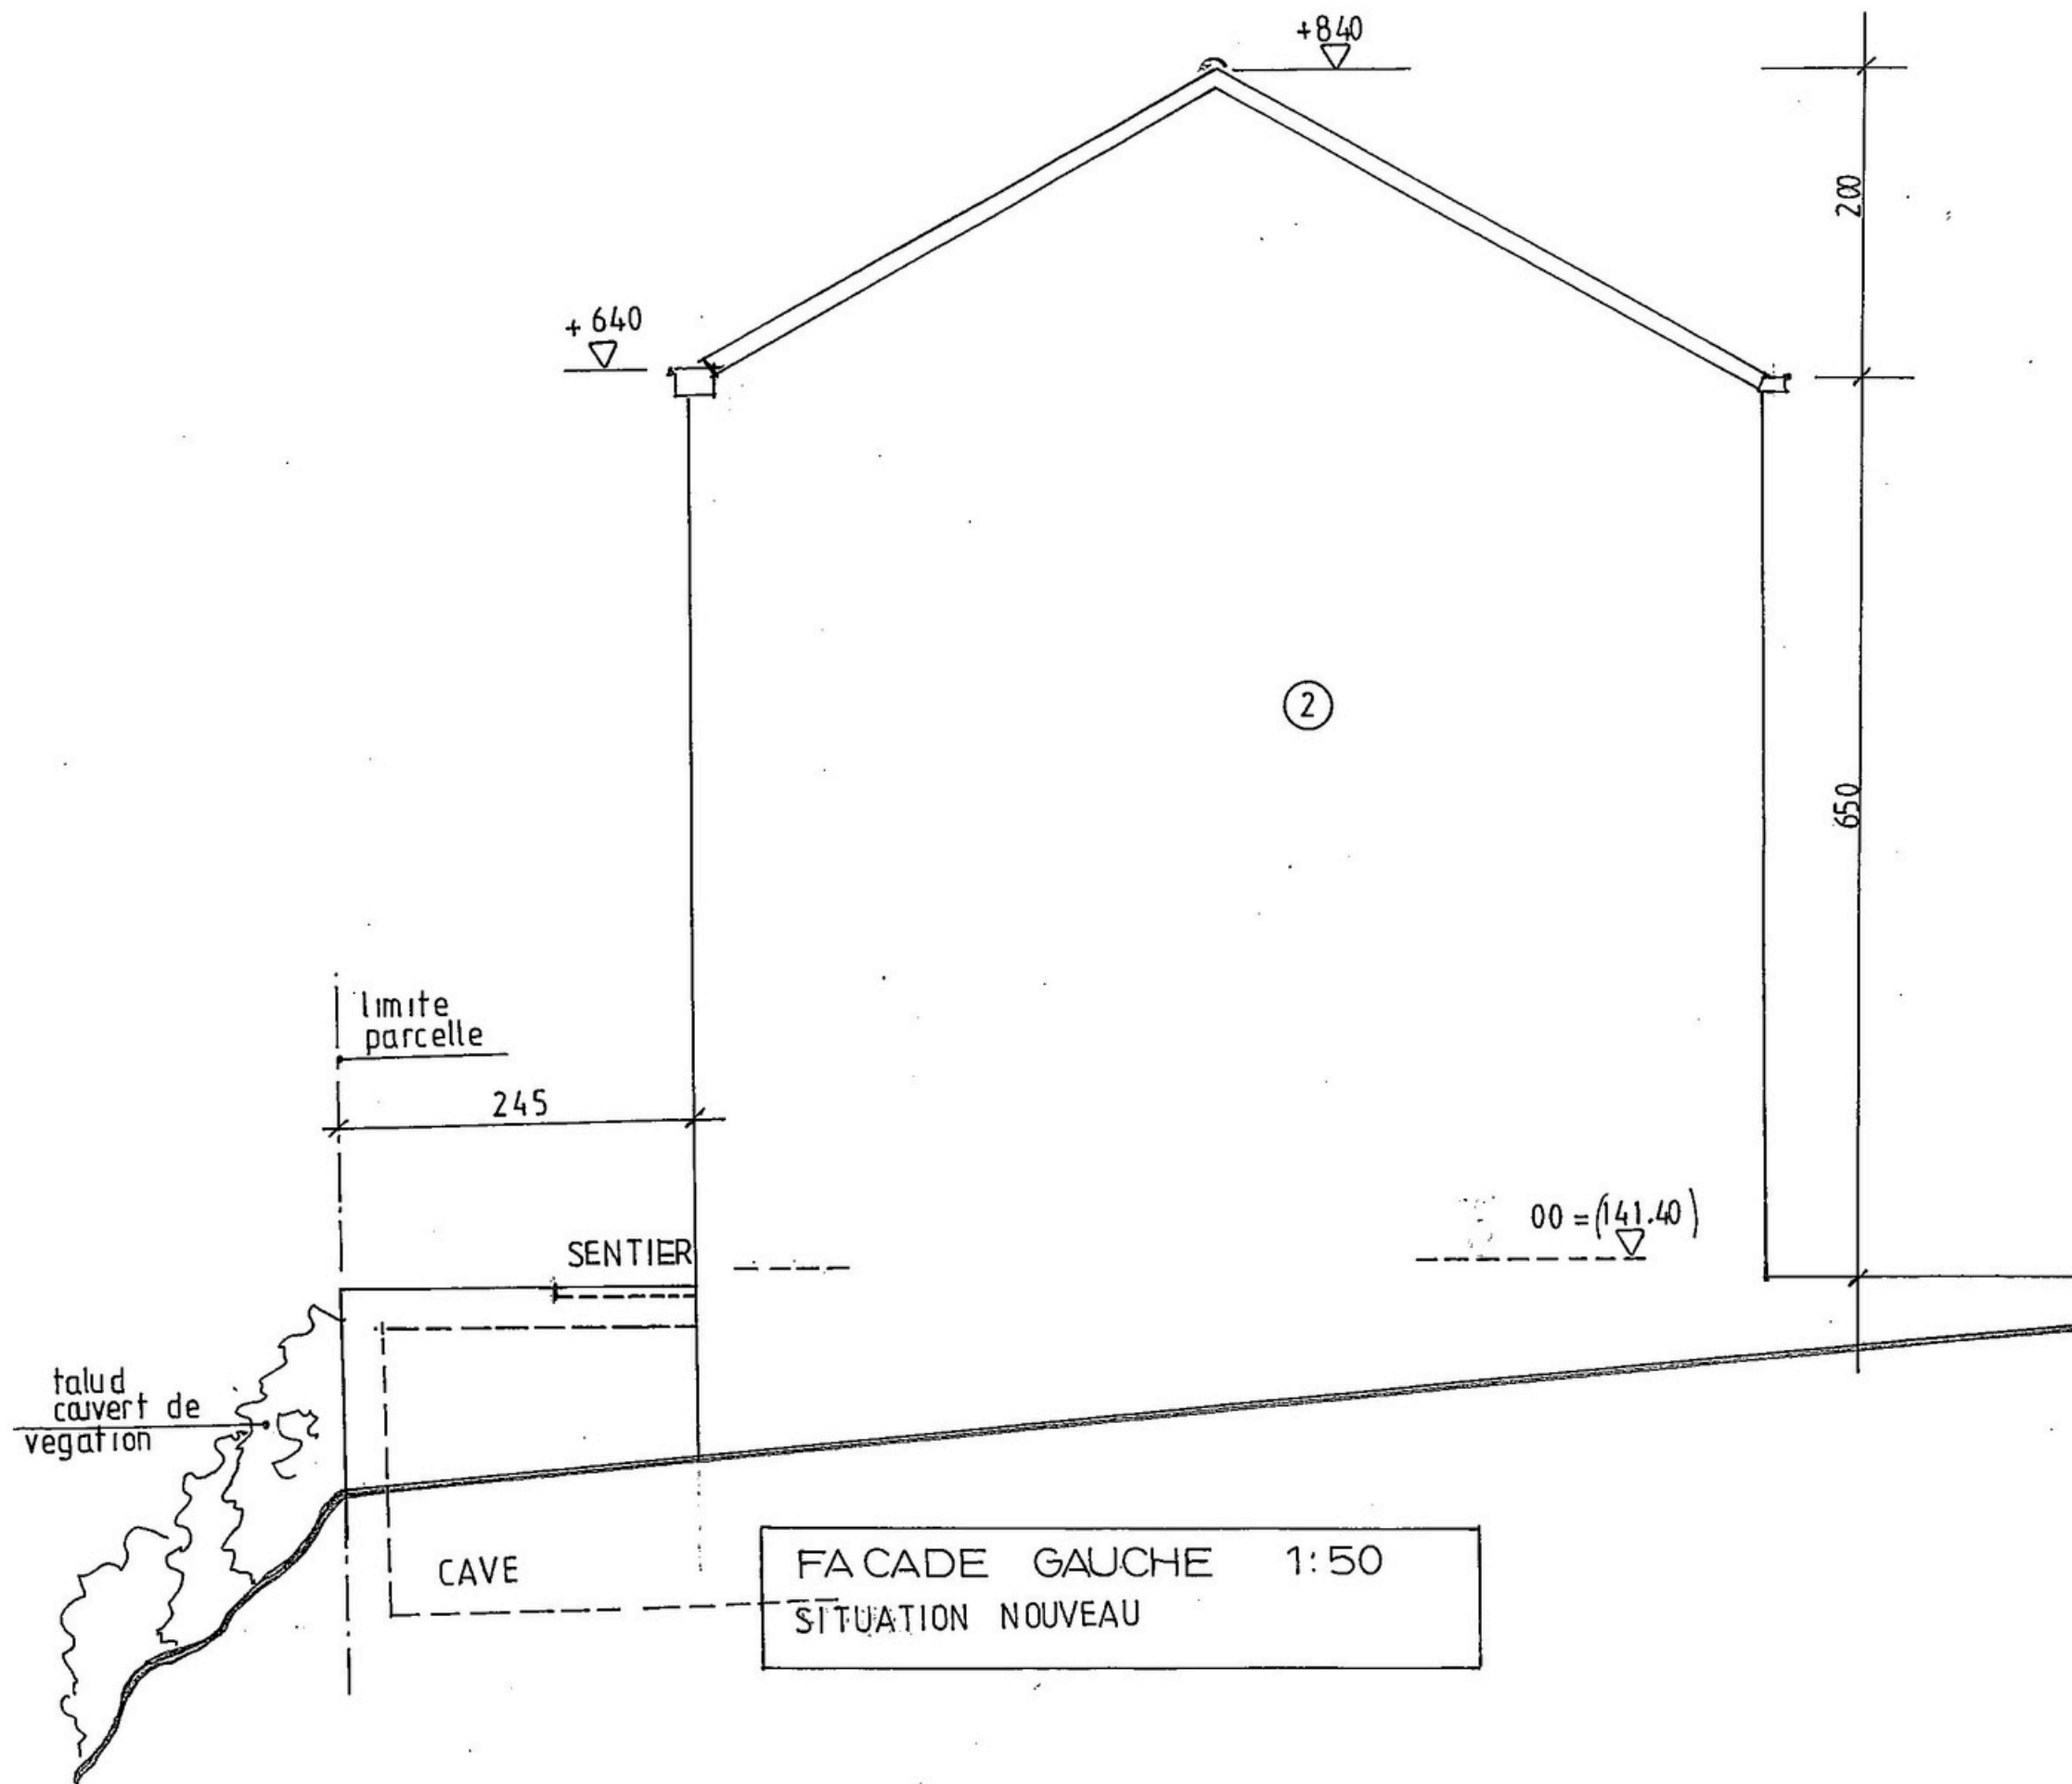 +840
200
+ 640
2
650
limite
parcelle
245
00 = (141.40)
SENTIER
talud
couvert de
vegation
CAVE
FACADE GAUCHE 1:50
SITUATION NOUVEAU